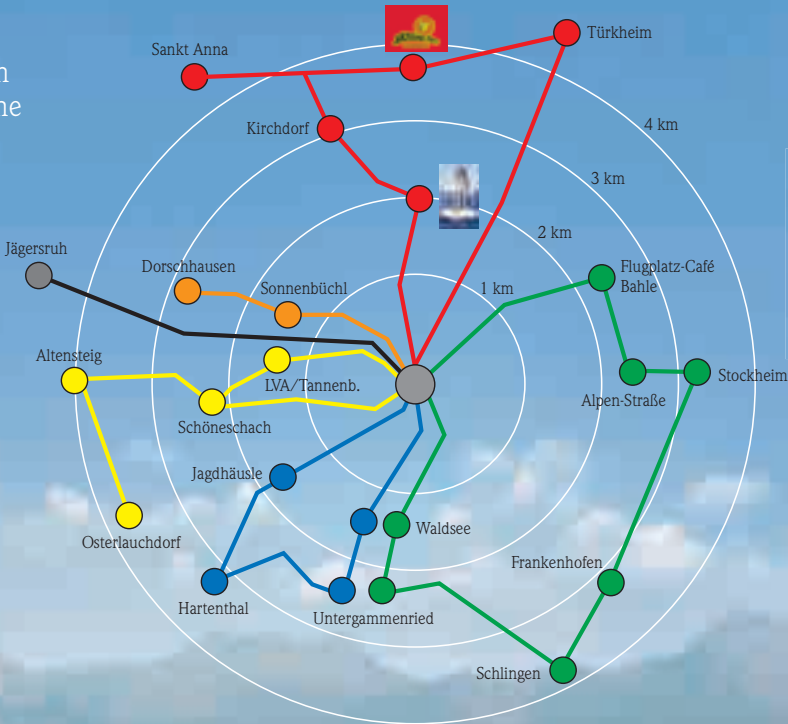 n
ne
Sankt Anna
Türkheim
4 km
Kirchdorf
3 km
2 km
Jägersruh
Dorschhausen
Sonnenbüchl
1 km
Flugplatz-Café
Bahle
Altensteig
LVA/Tannenb.
Alpen-Straße
Stockheim
Schöneschach
Jagdhäusle
Waldsee
Osterlauchdorf
Frankenhofen
Hartenthal
Untergammenried
Schlingen